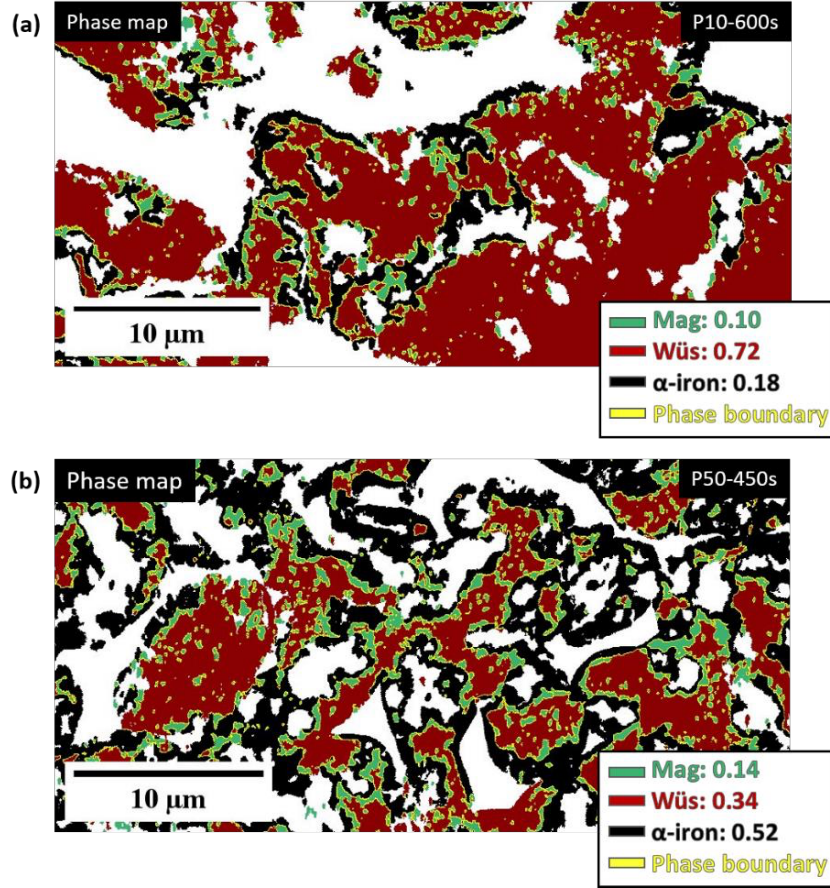 (a)
Phase map
P10-600s
10 μm
Mag: 0.10
Wüs: 0.72
α-iron: 0.18
Phase boundary
(b)
Phase map
P50-450s
10 μm
Mag: 0.14
Wüs: 0.34
α-iron: 0.52
Phase boundary